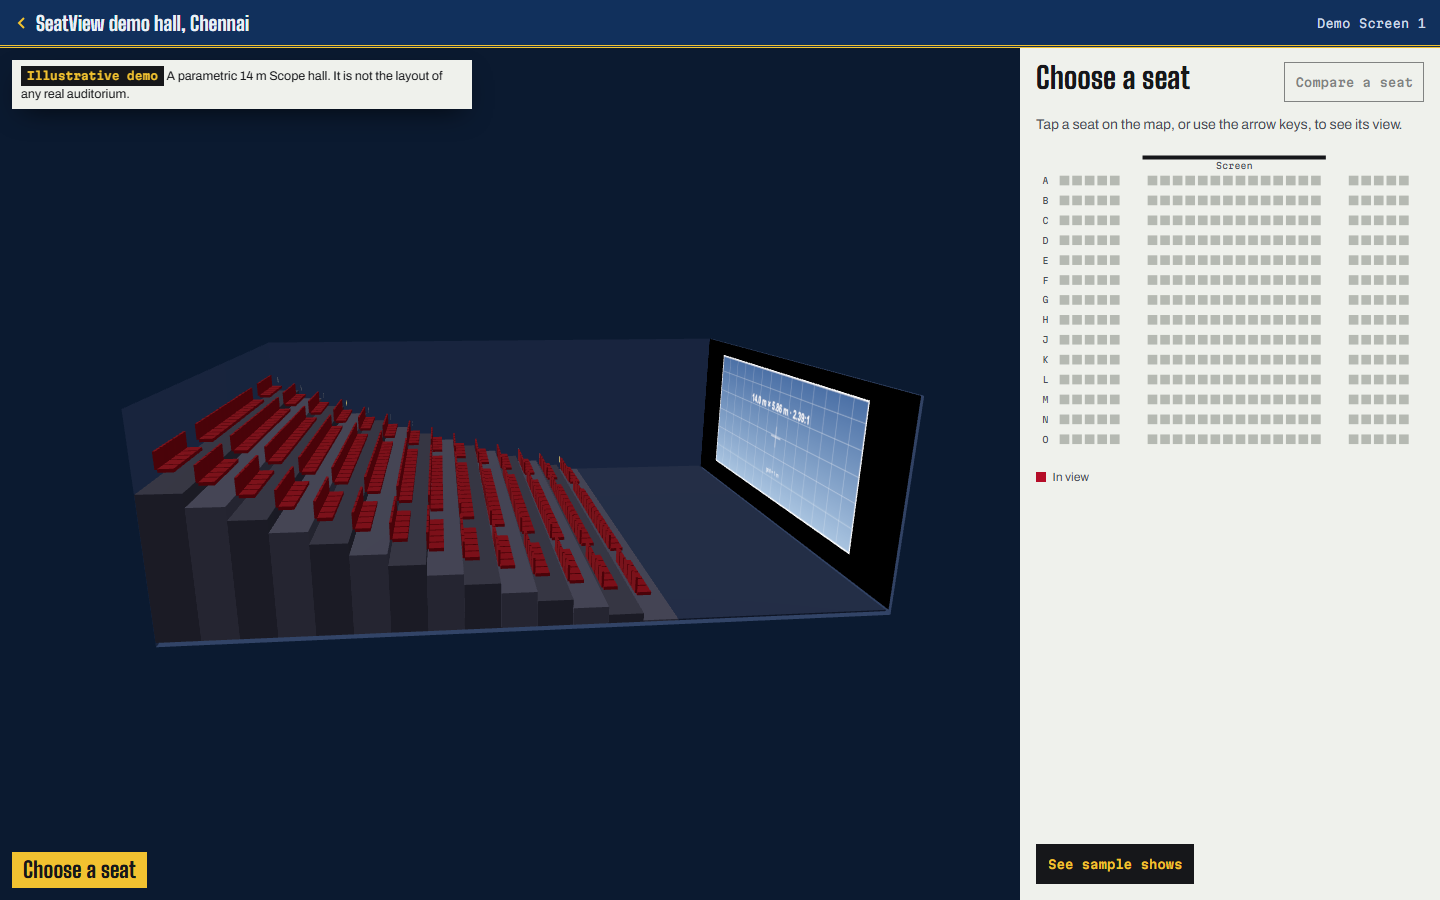 SeatView demo hall, Chennai
Demo Screen 1
Illustrative demo A parametric 14 m Scope hall. It is not the layout of
any real auditorium.
14.0 m × 5.86 m · 2.39:1
Choose a seat
Choose a seat
Compare a seat
Tap a seat on the map, or use the arrow keys, to see its view.
Screen
A
B
C
D
E
F
G
H
J
K
L
M
N
O
In view
See sample shows